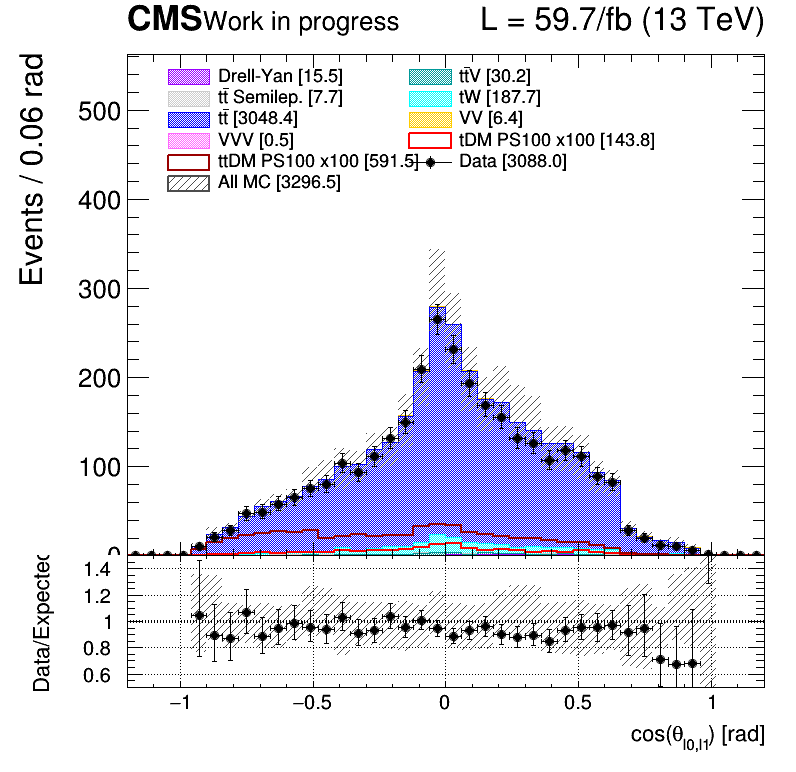 CMS Work in progress L = 59.7/fb (13 TeV)
Events / 0.06 rad
Drell-Yan [15.5] tt̄V [30.2]
tt̄ Semilep. [7.7] tW [187.7]
tt̄ [3048.4] VV [6.4]
VVV [0.5] tDM PS100 x100 [143.8]
ttDM PS100 x100 [591.5] Data [3088.0]
All MC [3296.5]
500
400
300
200
100
0
Data/Expected
1.4
1.2
1
0.8
0.6
−1 −0.5 0 0.5 1
cos(θl0,l1) [rad]